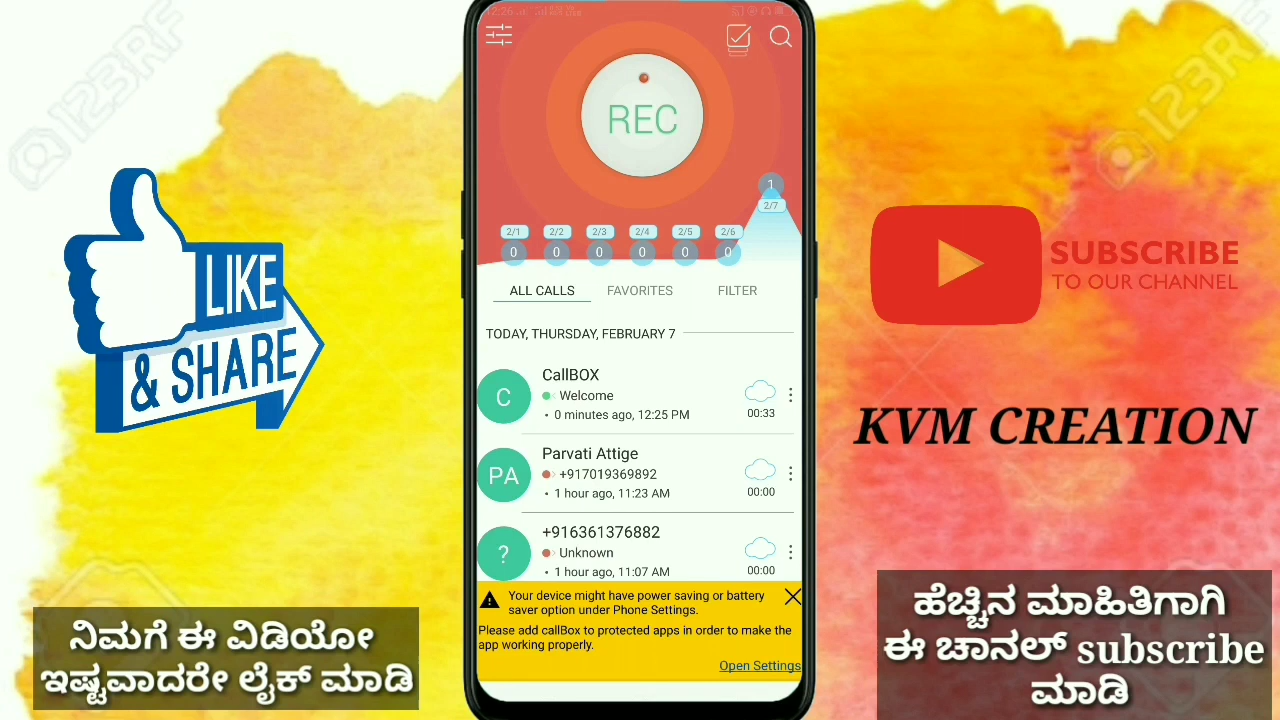 123RF
123RF
12:26
REC
1
2/7
2/1
2/2
2/3
2/4
2/5
2/6
0
0
0
0
0
0
ALL CALLS
FAVORITES
FILTER
TODAY, THURSDAY, FEBRUARY 7
CallBOX
C
Welcome
0 minutes ago, 12:25 PM
00:33
Parvati Attige
PA
+917019369892
1 hour ago, 11:23 AM
00:00
+916361376882
?
Unknown
1 hour ago, 11:07 AM
00:00
Your device might have power saving or battery
saver option under Phone Settings.
Please add callBox to protected apps in order to make the
app working properly.
Open Settings
LIKE
& SHARE
SUBSCRIBE
TO OUR CHANNEL
KVM CREATION
ನಿಮಗೆ ಈ ವಿಡಿಯೋ
ಇಷ್ಟವಾದರೇ ಲೈಕ್ ಮಾಡಿ
ಹೆಚ್ಚಿನ ಮಾಹಿತಿಗಾಗಿ
ಈ ಚಾನಲ್ subscribe
ಮಾಡಿ